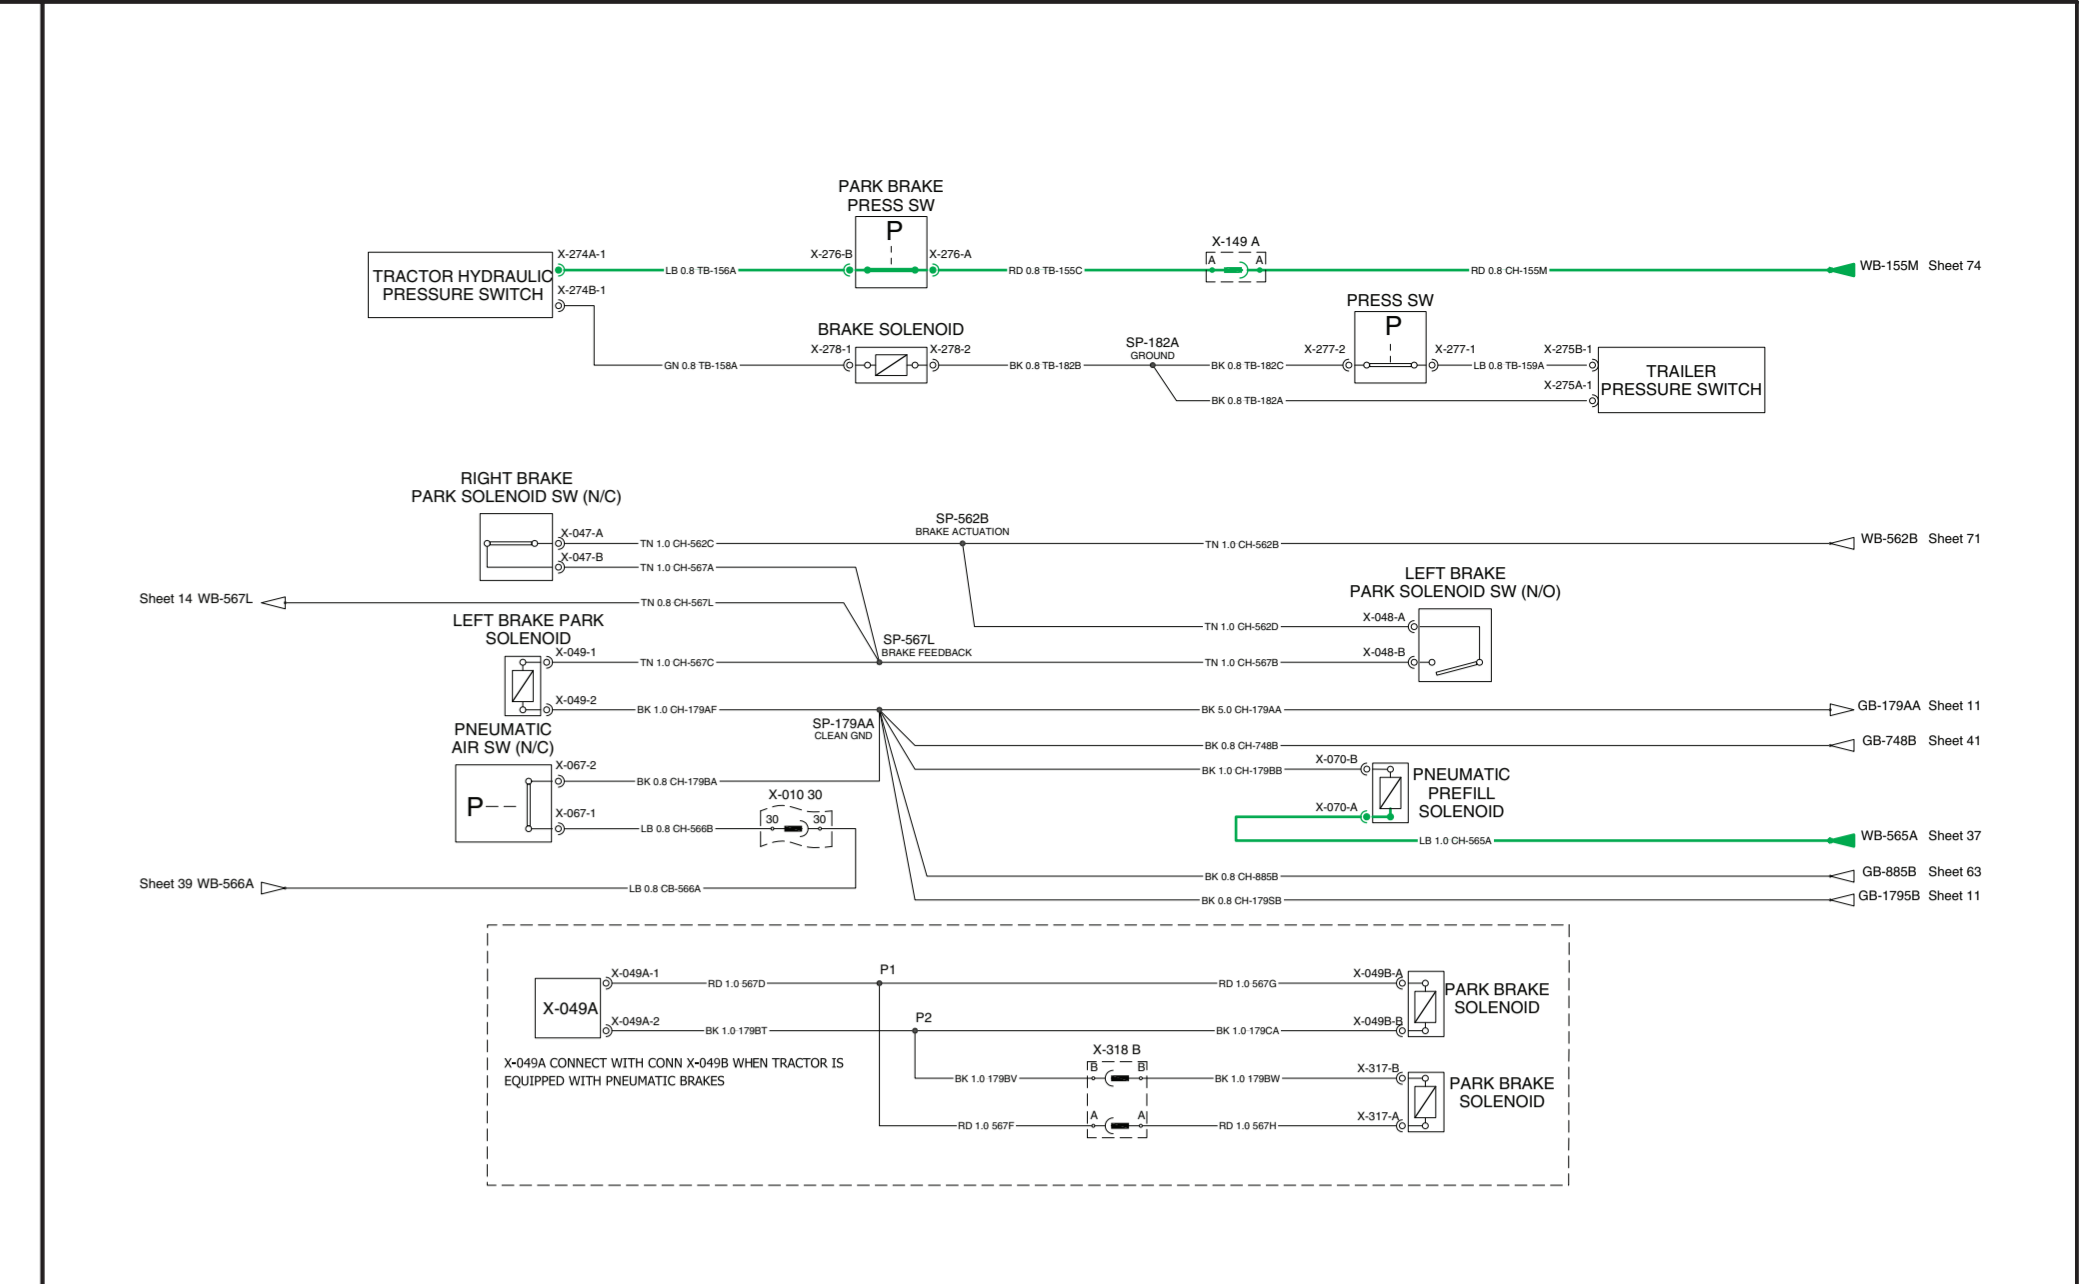 PARK BRAKE
PRESS SW
P
X-274A-1
X-276-B
X-276-A
X-149 A
A
A
TRACTOR HYDRAULIC
PRESSURE SWITCH
LB 0.8 TB-156A
RD 0.8 TB-155C
RD 0.8 CH-155M
WB-155M Sheet 74
X-274B-1
PRESS SW
P
BRAKE SOLENOID
X-278-1
X-278-2
SP-182A
GROUND
X-277-2
X-277-1
X-275B-1
GN 0.8 TB-158A
BK 0.8 TB-182B
BK 0.8 TB-182C
LB 0.8 TB-159A
TRAILER
PRESSURE SWITCH
X-275A-1
BK 0.8 TB-182A
RIGHT BRAKE
PARK SOLENOID SW (N/C)
X-047-A
TN 1.0 CH-562C
SP-562B
BRAKE ACTUATION
TN 1.0 CH-562B
WB-562B Sheet 71
X-047-B
TN 1.0 CH-567A
LEFT BRAKE
PARK SOLENOID SW (N/O)
Sheet 14 WB-567L
TN 0.8 CH-567L
LEFT BRAKE PARK
SOLENOID
X-048-A
TN 1.0 CH-562D
SP-567L
BRAKE FEEDBACK
X-049-1
TN 1.0 CH-567C
TN 1.0 CH-567B
X-048-B
X-049-2
BK 1.0 CH-179AF
SP-179AA
CLEAN GND
BK 5.0 CH-179AA
GB-179AA Sheet 11
PNEUMATIC
AIR SW (N/C)
BK 0.8 CH-748B
GB-748B Sheet 41
X-067-2
BK 0.8 CH-179BA
BK 1.0 CH-179BB
X-070-B
PNEUMATIC
PREFILL
SOLENOID
P
X-010 30
30
30
X-067-1
LB 0.8 CH-566B
X-070-A
LB 1.0 CH-565A
WB-565A Sheet 37
Sheet 39 WB-566A
LB 0.8 CB-566A
BK 0.8 CH-885B
GB-885B Sheet 63
BK 0.8 CH-179SB
GB-1795B Sheet 11
X-049A
X-049A-1
RD 1.0 567D
P1
RD 1.0 567G
X-049B-A
PARK BRAKE
SOLENOID
X-049A-2
BK 1.0 179BT
P2
BK 1.0 179CA
X-049B-B
X-049A CONNECT WITH CONN X-049B WHEN TRACTOR IS
EQUIPPED WITH PNEUMATIC BRAKES
X-318 B
B
B
BK 1.0 179BV
BK 1.0 179BW
X-317-B
PARK BRAKE
SOLENOID
A
A
RD 1.0 567F
RD 1.0 567H
X-317-A